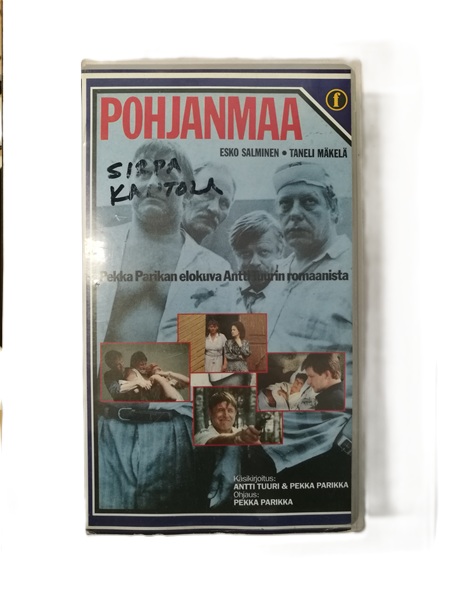 f
POHJANMAA
ESKO SALMINEN • TANELI MÄKELÄ
SIRPA
KANTOLA
Pekka Parikan elokuva Antti Tuurin romaanista
Käsikirjoitus:
ANTTI TUURI & PEKKA PARIKKA
Ohjaus:
PEKKA PARIKKA